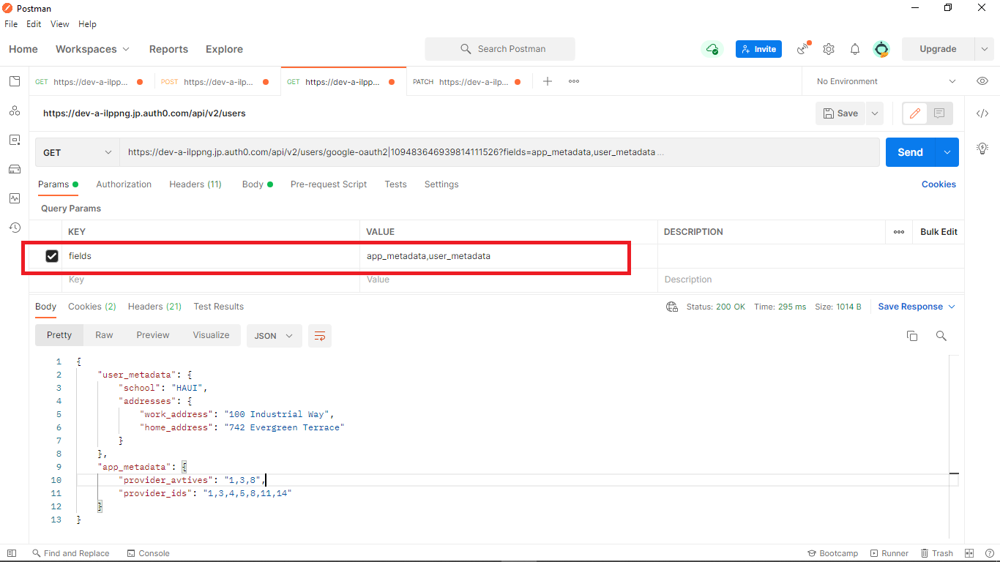 Postman
File Edit View Help
Home Workspaces Reports Explore Search Postman Invite Upgrade
GET https://dev-a-ilpp... POST https://dev-a-ilpp... GET https://dev-a-ilpp... PATCH https://dev-a-ilpp... No Environment
https://dev-a-ilppng.jp.auth0.com/api/v2/users Save
GET https://dev-a-ilppng.jp.auth0.com/api/v2/users/google-oauth2|109483646939814111526?fields=app_metadata,user_metadata ... Send
Params Authorization Headers (11) Body Pre-request Script Tests Settings Cookies
Query Params
KEY VALUE DESCRIPTION Bulk Edit
fields app_metadata,user_metadata
Key Value Description
Body Cookies (2) Headers (21) Test Results Status: 200 OK Time: 295 ms Size: 1014 B Save Response
Pretty Raw Preview Visualize JSON
1 {
2 "user_metadata": {
3 "school": "HAUI",
4 "addresses": {
5 "work_address": "100 Industrial Way",
6 "home_address": "742 Evergreen Terrace"
7 }
8 },
9 "app_metadata": {
10 "provider_avtives": "1,3,8",
11 "provider_ids": "1,3,4,5,8,11,14"
12 }
13 }
Find and Replace Console Bootcamp Runner Trash